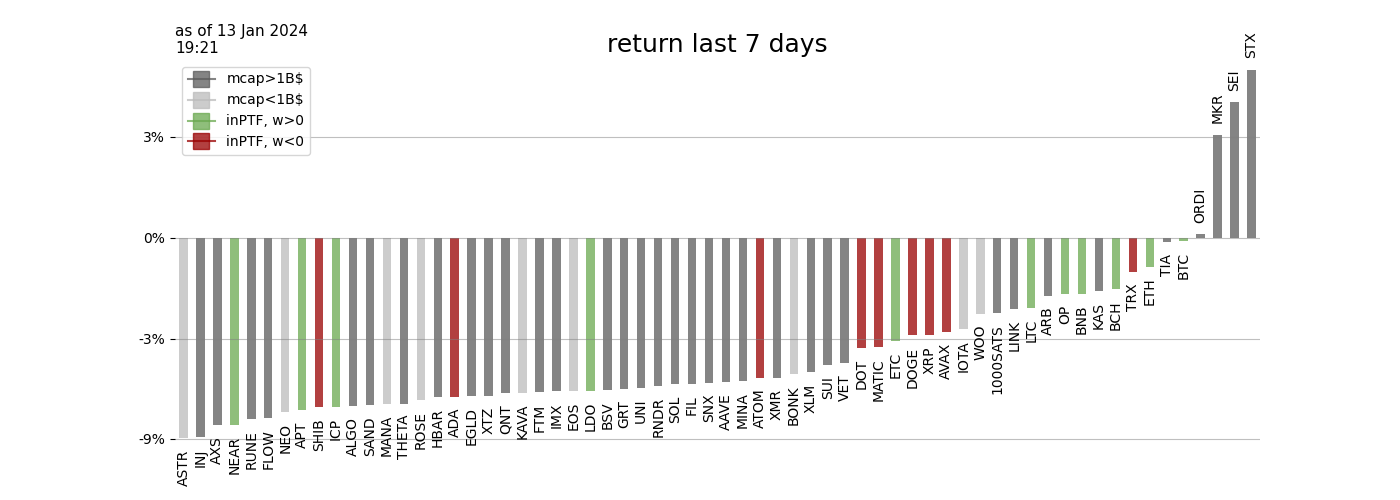 as of 13 Jan 2024
19:21
return last 7 days
mcap>1B$
mcap<1B$
inPTF, w>0
inPTF, w<0
3%
0%
-3%
-9%
ASTR
INJ
AXS
NEAR
RUNE
FLOW
NEO
APT
SHIB
ICP
ALGO
SAND
MANA
THETA
ROSE
HBAR
ADA
EGLD
XTZ
QNT
KAVA
FTM
IMX
EOS
LDO
BSV
GRT
UNI
RNDR
SOL
FIL
SNX
AAVE
MINA
ATOM
XMR
BONK
XLM
SUI
VET
DOT
MATIC
ETC
DOGE
XRP
AVAX
IOTA
WOO
1000SATS
LINK
LTC
ARB
OP
BNB
KAS
BCH
TRX
ETH
TIA
BTC
ORDI
MKR
SEI
STX